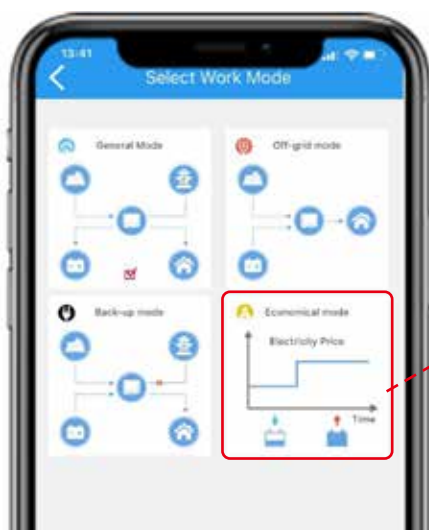 13:41
Select Work Mode
General Mode
Off-grid mode
Back-up mode
Economical mode
Electricity Price
Time